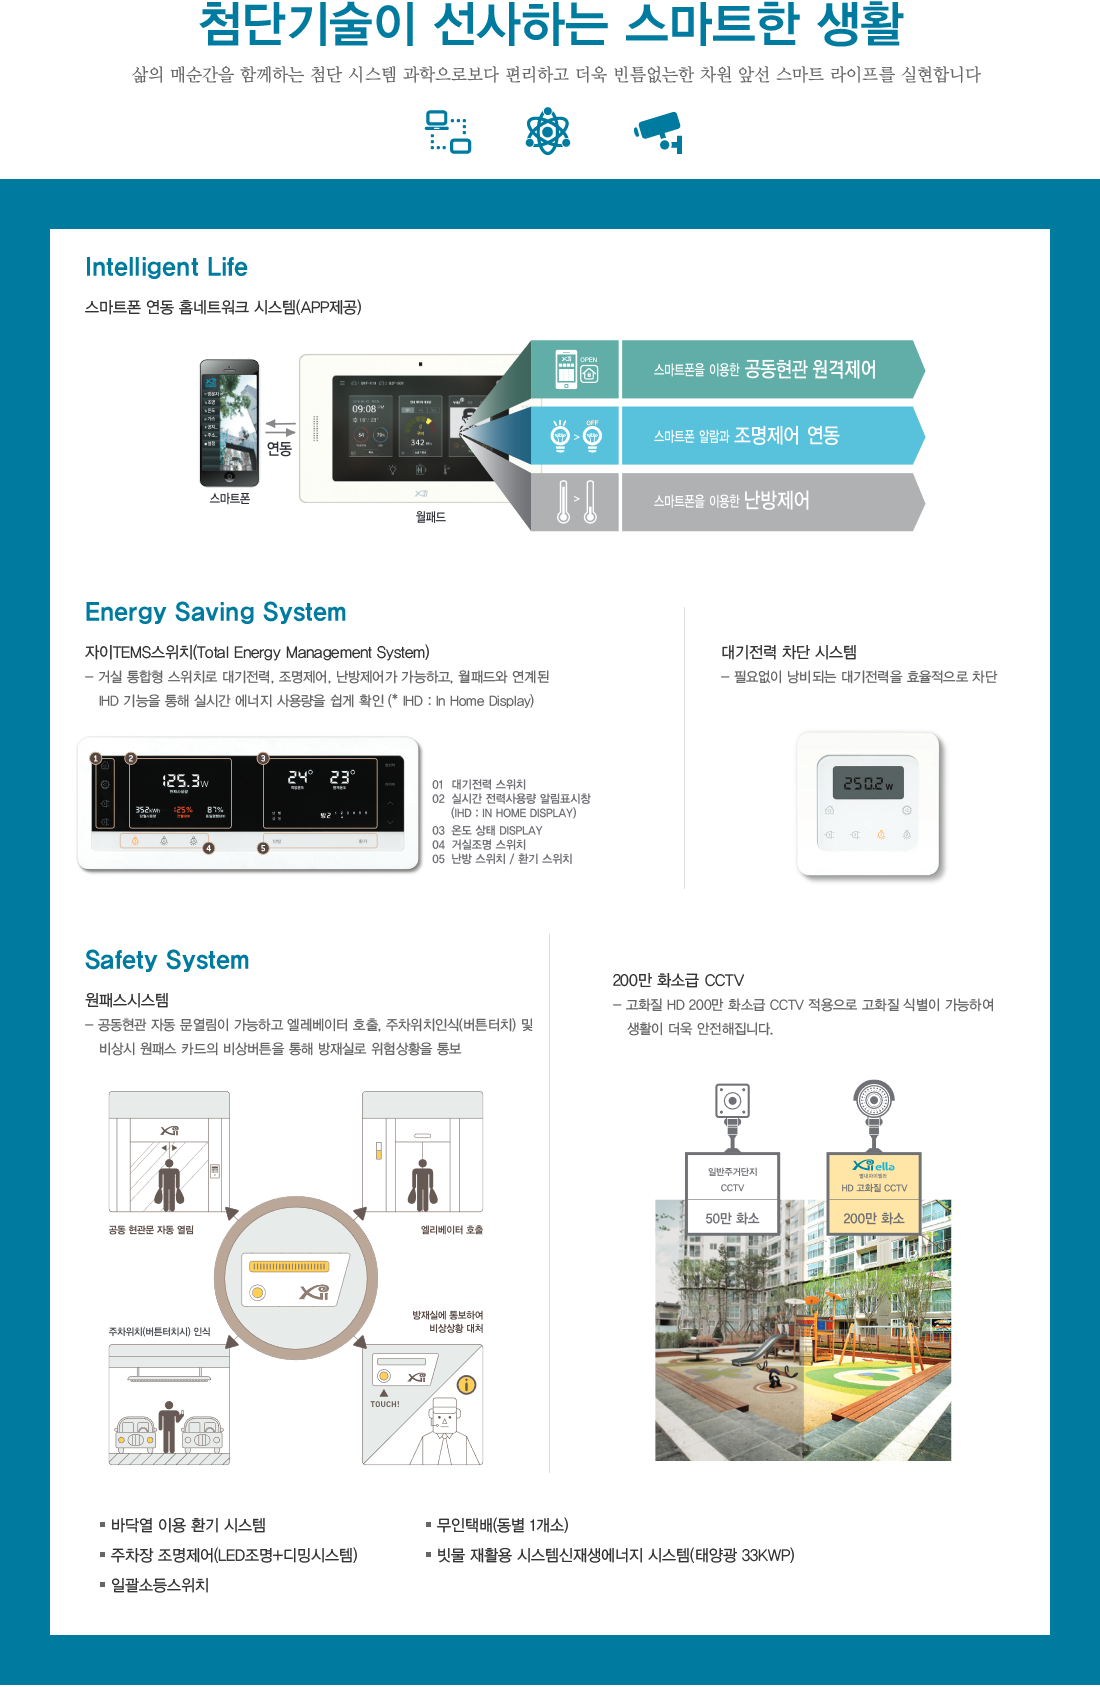 첨단기술이 선사하는 스마트한 생활
삶의 매순간을 함께하는 첨단 시스템 과학으로보다 편리하고 더욱 빈틈없는한 차원 앞선 스마트 라이프를 실현합니다
Intelligent Life
스마트폰 연동 홈네트워크 시스템(APP제공)
연동
스마트폰
09:08
342
Xii
월패드
OPEN
스마트폰을 이용한 공동현관 원격제어
OFF
스마트폰 알람과 조명제어 연동
스마트폰을 이용한 난방제어
Energy Saving System
자이TEMS스위치(Total Energy Management System)
- 거실 통합형 스위치로 대기전력, 조명제어, 난방제어가 가능하고, 월패드와 연계된
IHD 기능을 통해 실시간 에너지 사용량을 쉽게 확인 (* IHD : In Home Display)
1 2 3
125.3w
24° 23°
352kWh 125% 87%
4 5
01 대기전력 스위치
02 실시간 전력사용량 알림표시창
(IHD : IN HOME DISPLAY)
03 온도 상태 DISPLAY
04 거실조명 스위치
05 난방 스위치 / 환기 스위치
대기전력 차단 시스템
- 필요없이 낭비되는 대기전력을 효율적으로 차단
250.2w
Safety System
원패스시스템
- 공동현관 자동 문열림이 가능하고 엘레베이터 호출, 주차위치인식(버튼터치) 및
비상시 원패스 카드의 비상버튼을 통해 방재실로 위험상황을 통보
Xii
공동 현관문 자동 열림
엘리베이터 호출
Xii
주차위치(버튼터치시) 인식
방재실에 통보하여
비상상황 대처
Xii
TOUCH!
200만 화소급 CCTV
- 고화질 HD 200만 화소급 CCTV 적용으로 고화질 식별이 가능하여
생활이 더욱 안전해집니다.
일반주거단지
CCTV
50만 화소
Xii ella
별내자이엘라
HD 고화질 CCTV
200만 화소
▪ 바닥열 이용 환기 시스템
▪ 주차장 조명제어(LED조명+디밍시스템)
▪ 일괄소등스위치
▪ 무인택배(동별 1개소)
▪ 빗물 재활용 시스템신재생에너지 시스템(태양광 33KWP)